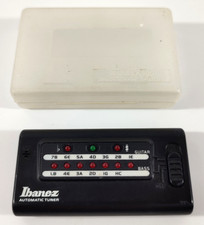 7B 6E 5A 4D 3G 2B 1E
GUITAR
BASS
LB 4E 3A 2D 1G HC
Ibanez
AUTOMATIC TUNER